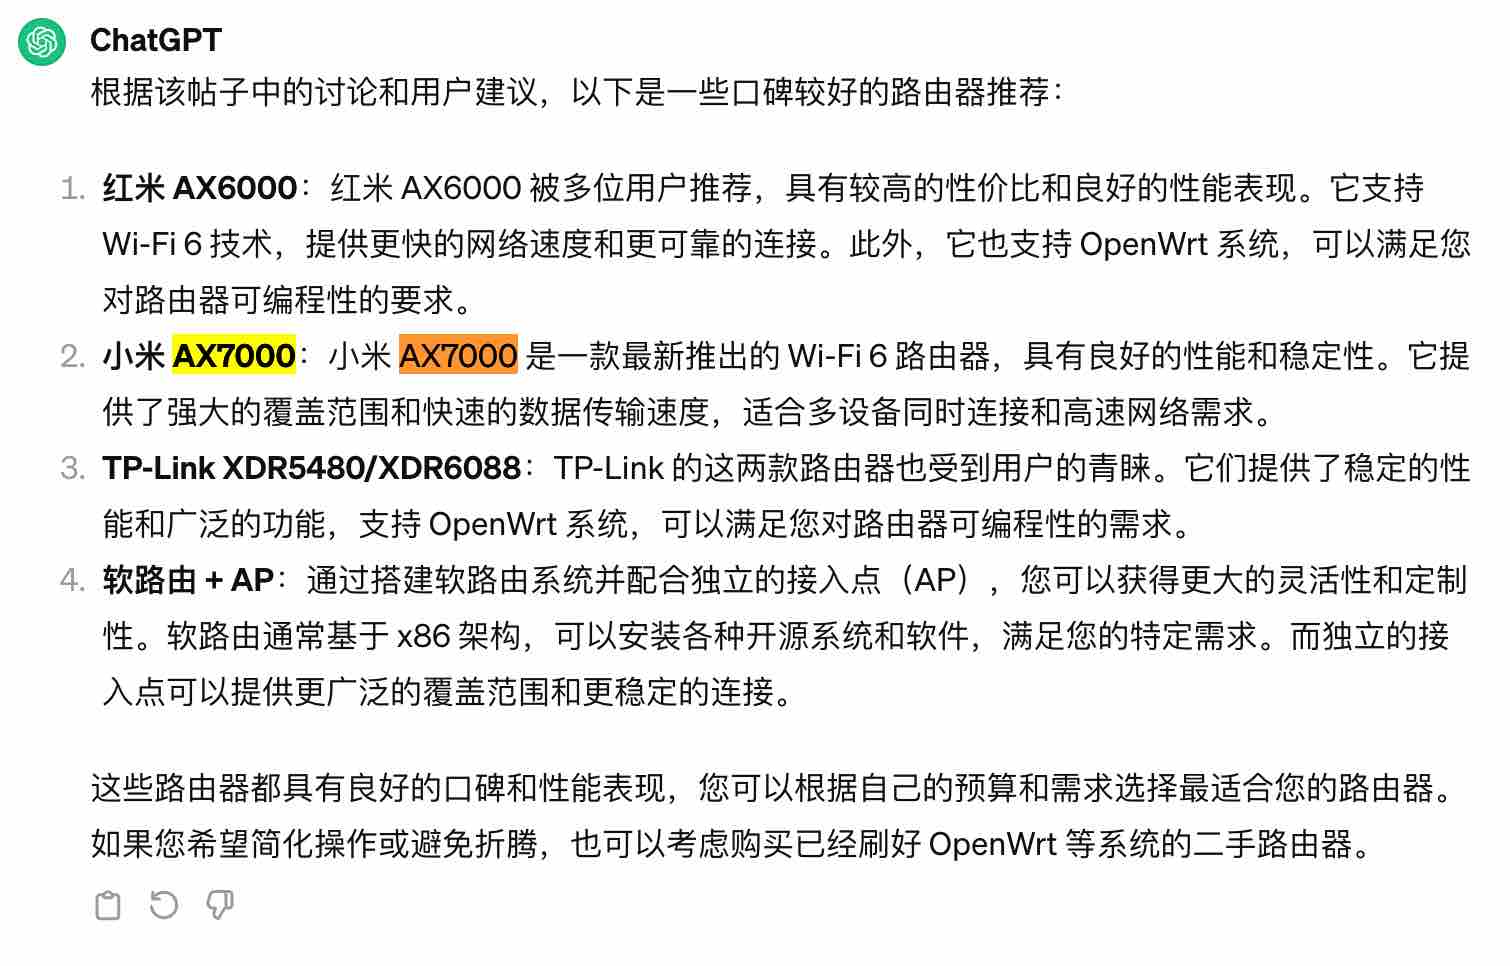 ChatGPT
根据该帖子中的讨论和用户建议，以下是一些口碑较好的路由器推荐：
1. 红米 AX6000：红米 AX6000 被多位用户推荐，具有较高的性价比和良好的性能表现。它支持
Wi-Fi 6 技术，提供更快的网络速度和更可靠的连接。此外，它也支持 OpenWrt 系统，可以满足您
对路由器可编程性的要求。
2. 小米 AX7000：小米 AX7000 是一款最新推出的 Wi-Fi 6 路由器，具有良好的性能和稳定性。它提
供了强大的覆盖范围和快速的数据传输速度，适合多设备同时连接和高速网络需求。
3. TP-Link XDR5480/XDR6088：TP-Link 的这两款路由器也受到用户的青睐。它们提供了稳定的性
能和广泛的功能，支持 OpenWrt 系统，可以满足您对路由器可编程性的需求。
4. 软路由 + AP：通过搭建软路由系统并配合独立的接入点（AP），您可以获得更大的灵活性和定制
性。软路由通常基于 x86 架构，可以安装各种开源系统和软件，满足您的特定需求。而独立的接
入点可以提供更广泛的覆盖范围和更稳定的连接。
这些路由器都具有良好的口碑和性能表现，您可以根据自己的预算和需求选择最适合您的路由器。
如果您希望简化操作或避免折腾，也可以考虑购买已经刷好 OpenWrt 等系统的二手路由器。